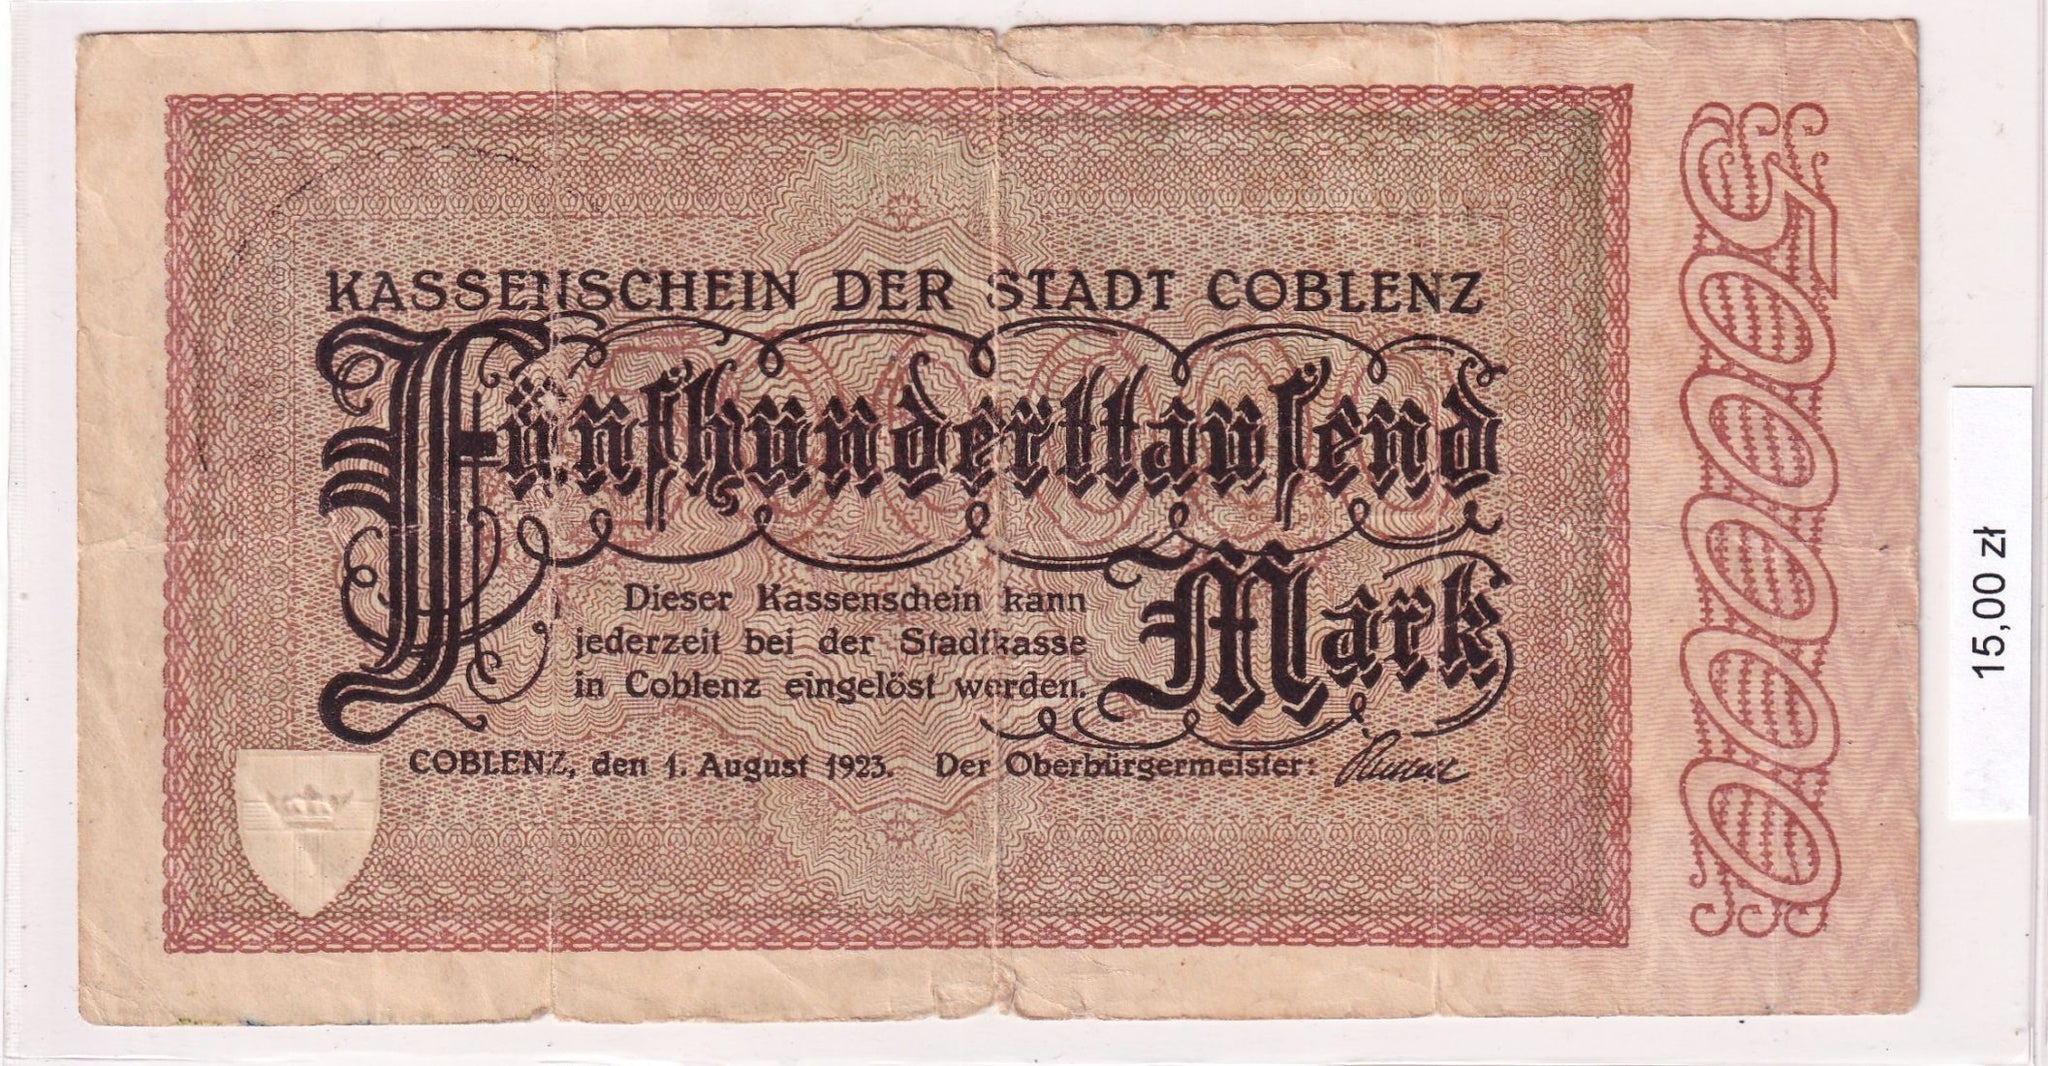 KASSENSCHEIN DER STADT COBLENZ
Fünfhunderttausend
Mark
Dieser Kassenschein kann
jederzeit bei der Stadtkasse
in Coblenz eingelöst werden.
COBLENZ, den 1. August 1923. Der Oberbürgermeister:
500000
15,00 zł